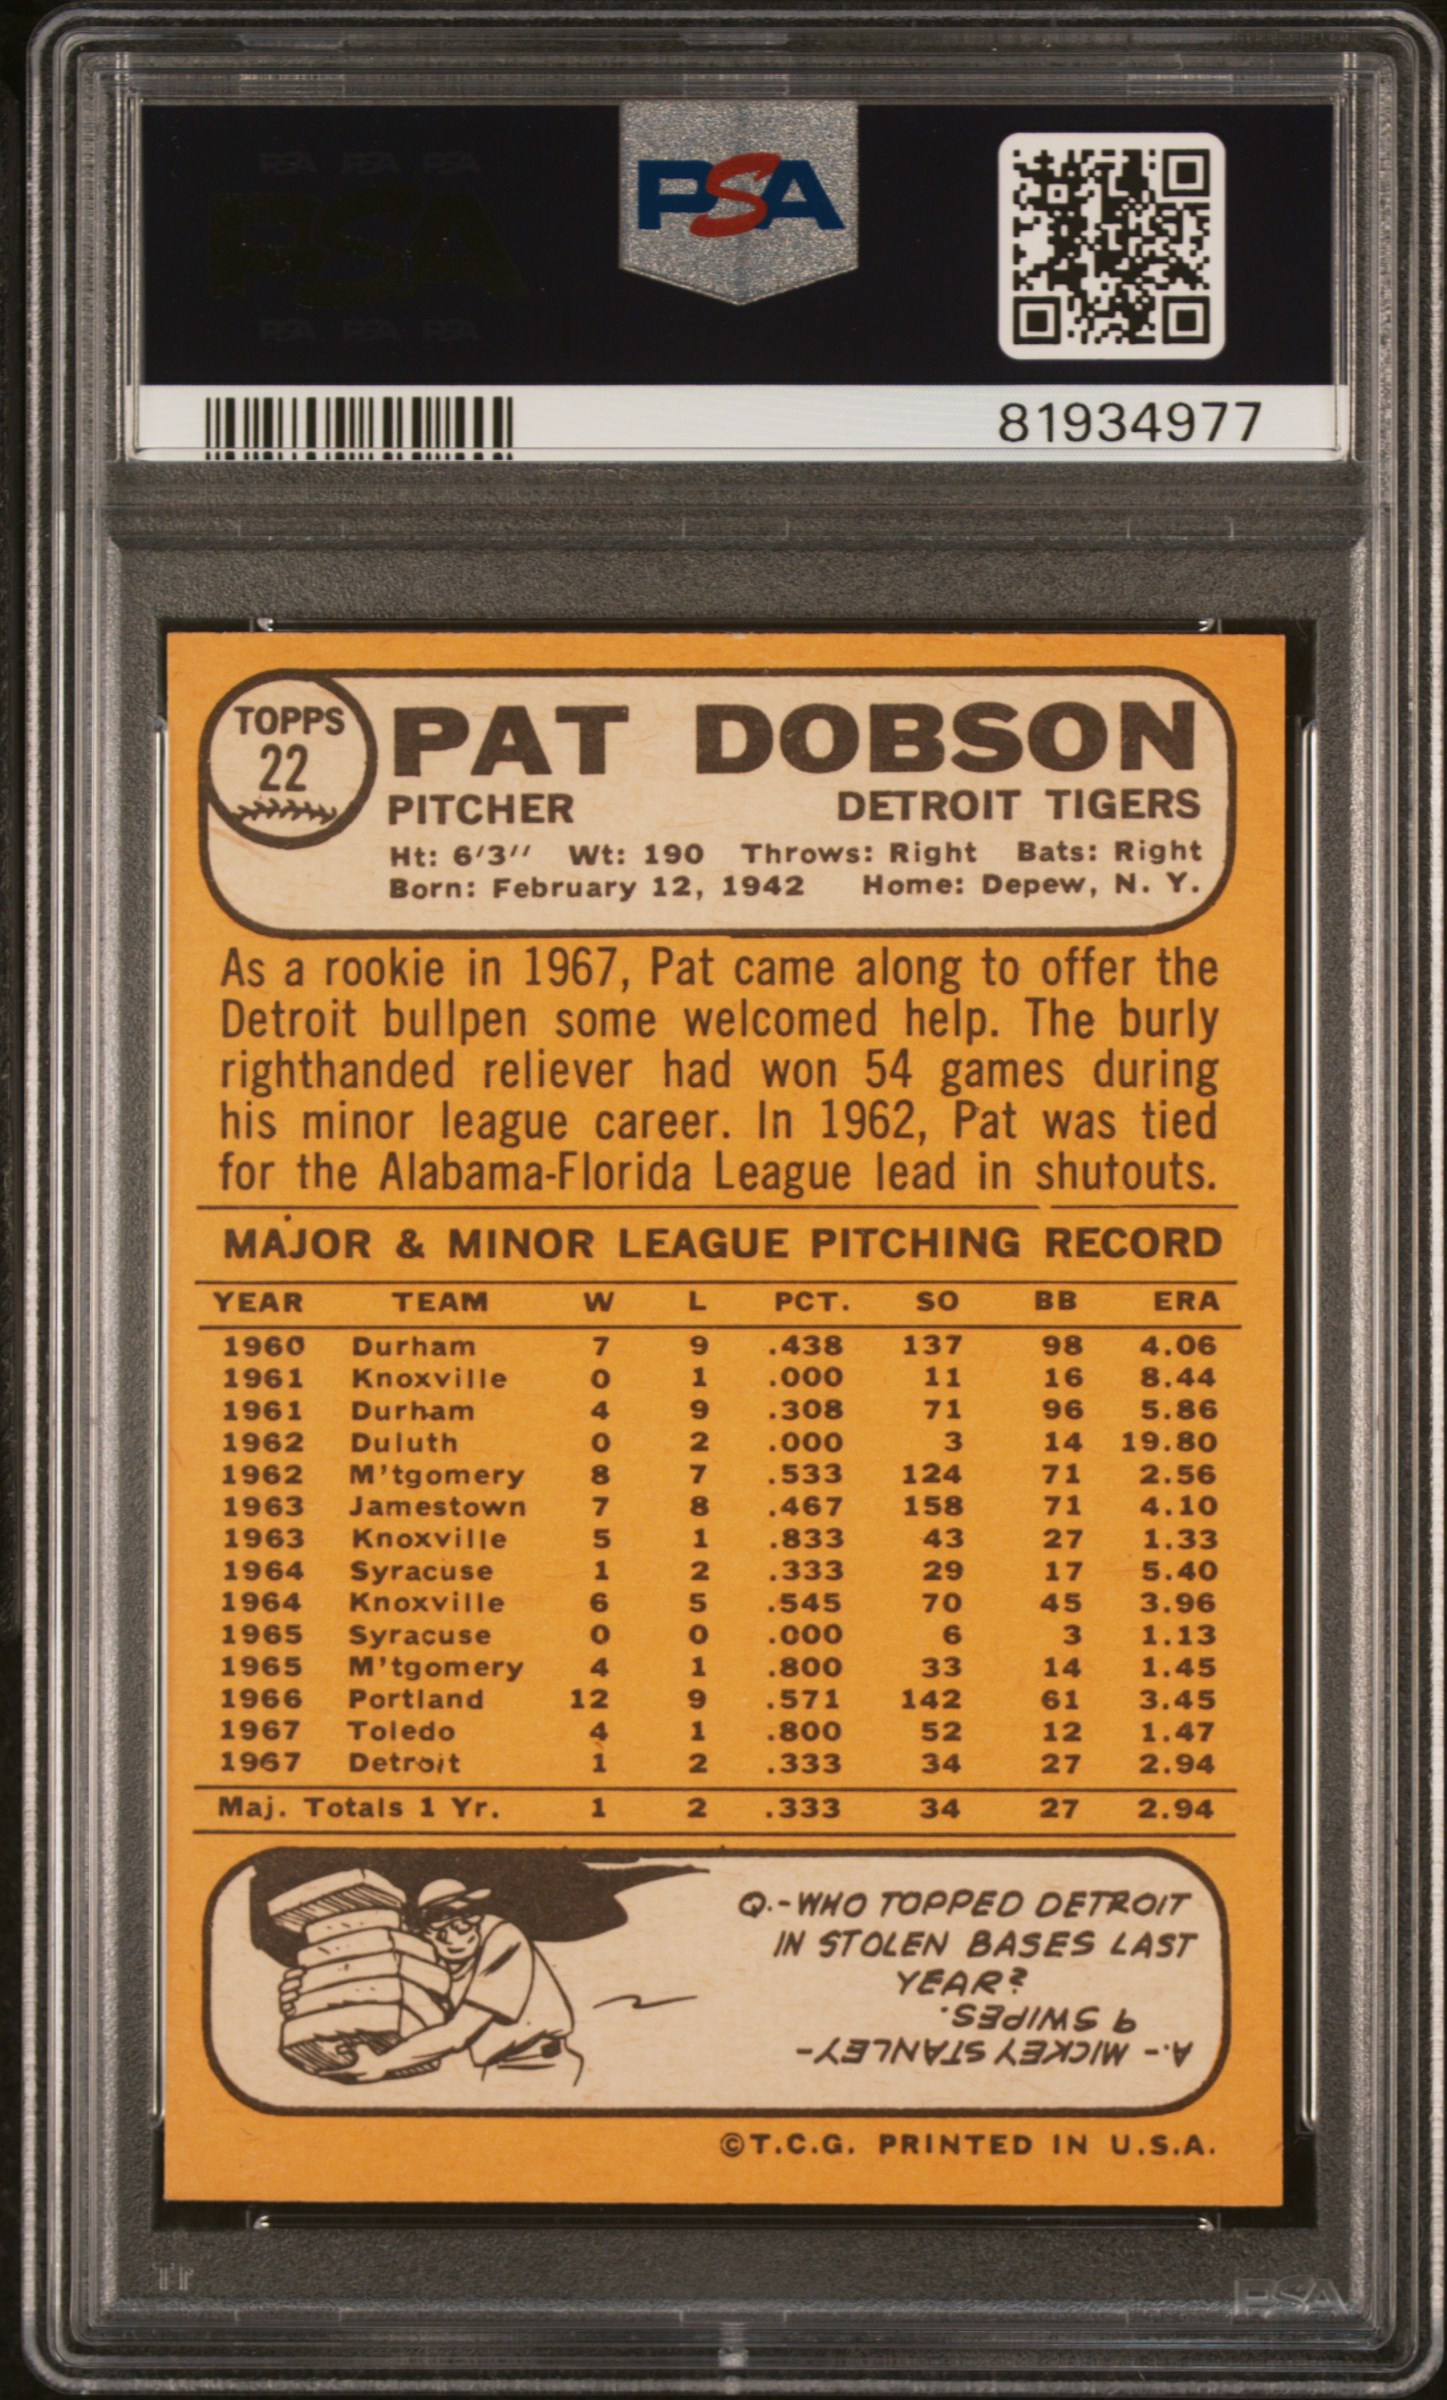 PSA PSA PSA
PSA
PSA PSA PSA
PSA
81934977
TOPPS
22
PAT DOBSON
PITCHER DETROIT TIGERS
Ht: 6'3'' Wt: 190 Throws: Right Bats: Right
Born: February 12, 1942 Home: Depew, N. Y.
As a rookie in 1967, Pat came along to offer the
Detroit bullpen some welcomed help. The burly
righthanded reliever had won 54 games during
his minor league career. In 1962, Pat was tied
for the Alabama-Florida League lead in shutouts.
MAJOR & MINOR LEAGUE PITCHING RECORD
YEAR TEAM W L PCT. SO BB ERA
1960 Durham 7 9 .438 137 98 4.06
1961 Knoxville 0 1 .000 11 16 8.44
1961 Durham 4 9 .308 71 96 5.86
1962 Duluth 0 2 .000 3 14 19.80
1962 M'tgomery 8 7 .533 124 71 2.56
1963 Jamestown 7 8 .467 158 71 4.10
1963 Knoxville 5 1 .833 43 27 1.33
1964 Syracuse 1 2 .333 29 17 5.40
1964 Knoxville 6 5 .545 70 45 3.96
1965 Syracuse 0 0 .000 6 3 1.13
1965 M'tgomery 4 1 .800 33 14 1.45
1966 Portland 12 9 .571 142 61 3.45
1967 Toledo 4 1 .800 52 12 1.47
1967 Detroit 1 2 .333 34 27 2.94
Maj. Totals 1 Yr. 1 2 .333 34 27 2.94
Q.-WHO TOPPED DETROIT
IN STOLEN BASES LAST
YEAR?
A.- MICKEY STANLEY-
9 SWIPES.
©T.C.G. PRINTED IN U.S.A.
PSA